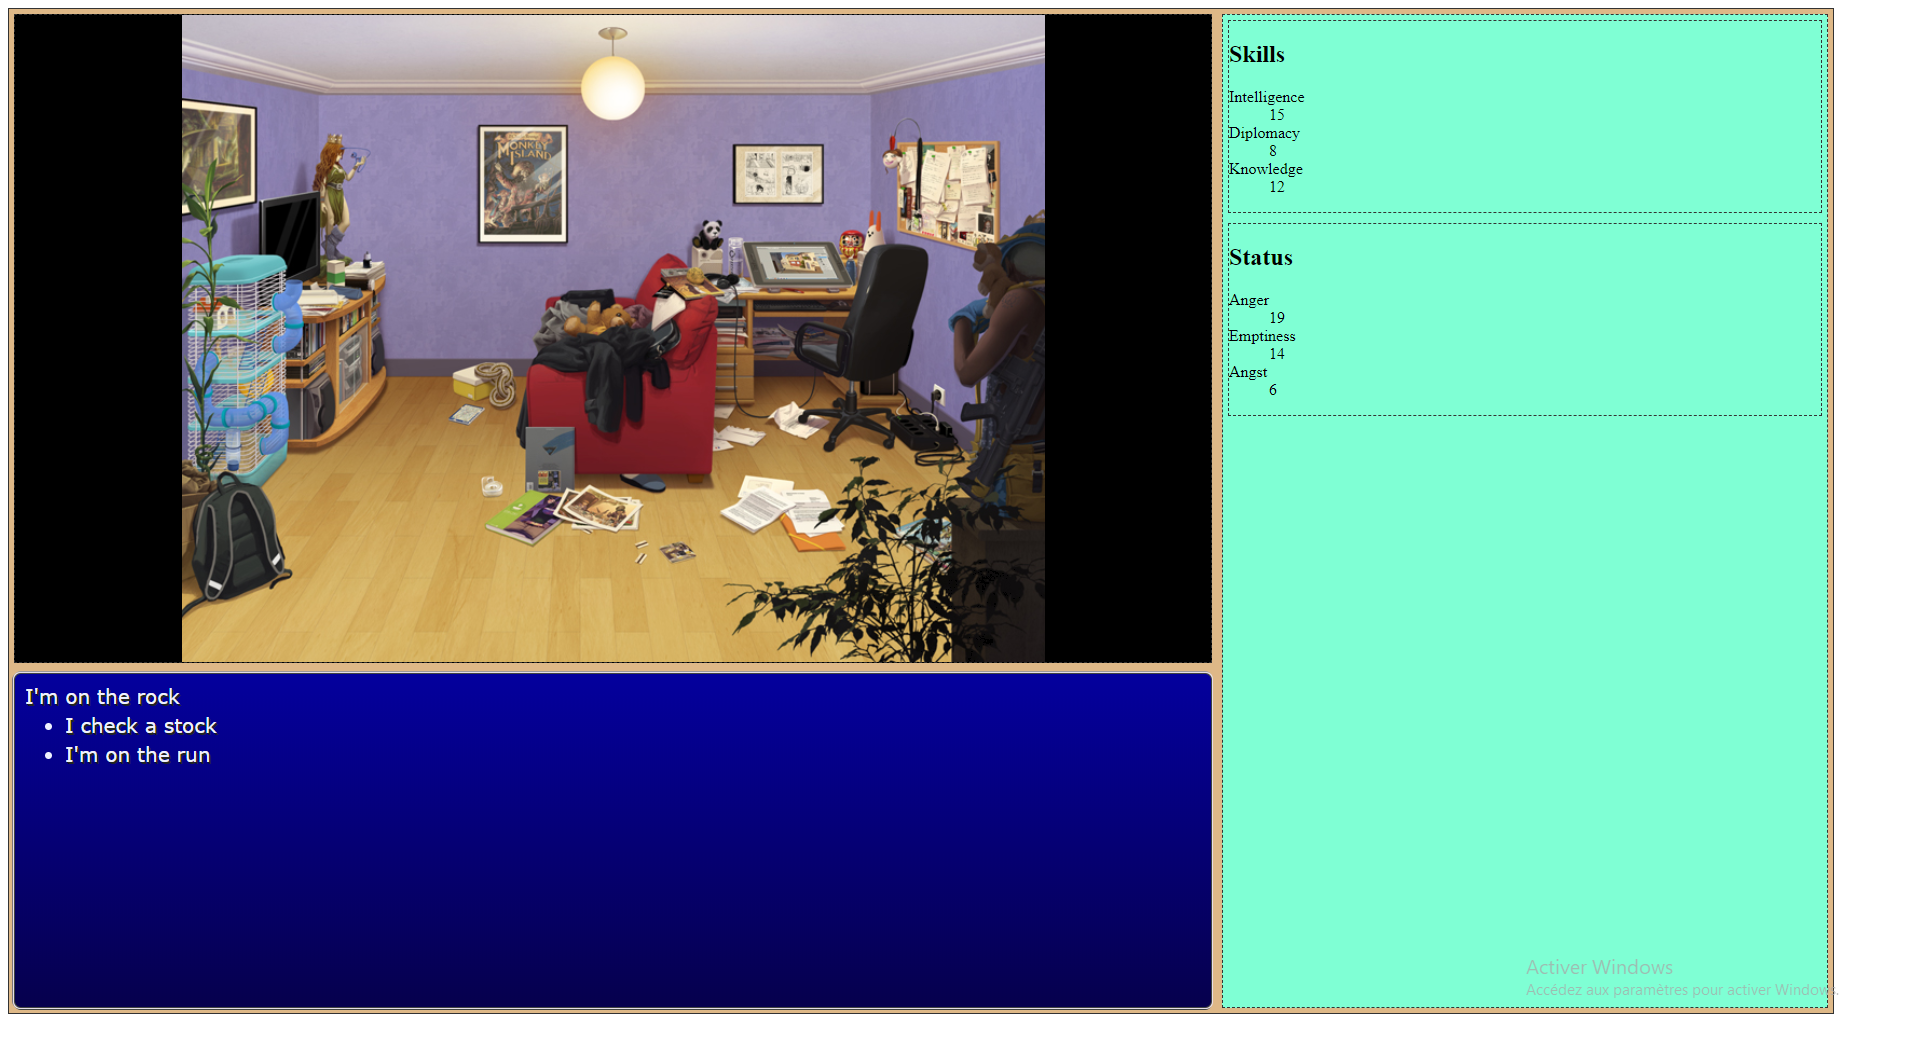 MONKEY
ISLAND
Skills
Intelligence
15
Diplomacy
8
Knowledge
12
Status
Anger
19
Emptiness
14
Angst
6
I'm on the rock
I check a stock
I'm on the run
Activer Windows
Accédez aux paramètres pour activer Windows.